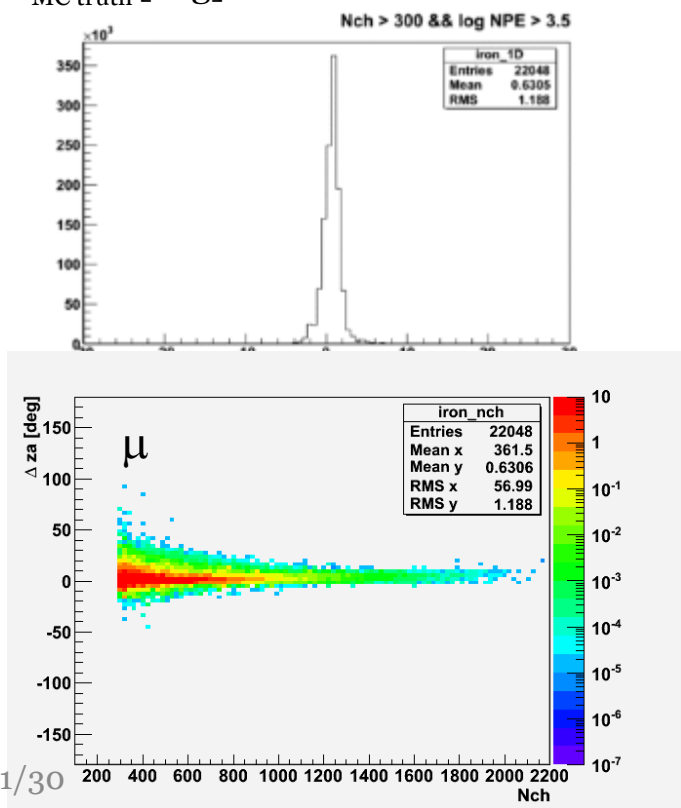 MC truth
Nch > 300 && log NPE > 3.5
×10³
iron_1D
Entries 22048
Mean 0.6305
RMS 1.188
350
300
250
200
150
100
50
0
Δ za [deg]
μ
iron_nch
Entries 22048
Mean x 361.5
Mean y 0.6306
RMS x 56.99
RMS y 1.188
150
100
50
0
-50
-100
-150
10
1
10⁻¹
10⁻²
10⁻³
10⁻⁴
10⁻⁵
10⁻⁶
10⁻⁷
200 400 600 800 1000 1200 1400 1600 1800 2000 2200
Nch
1/30